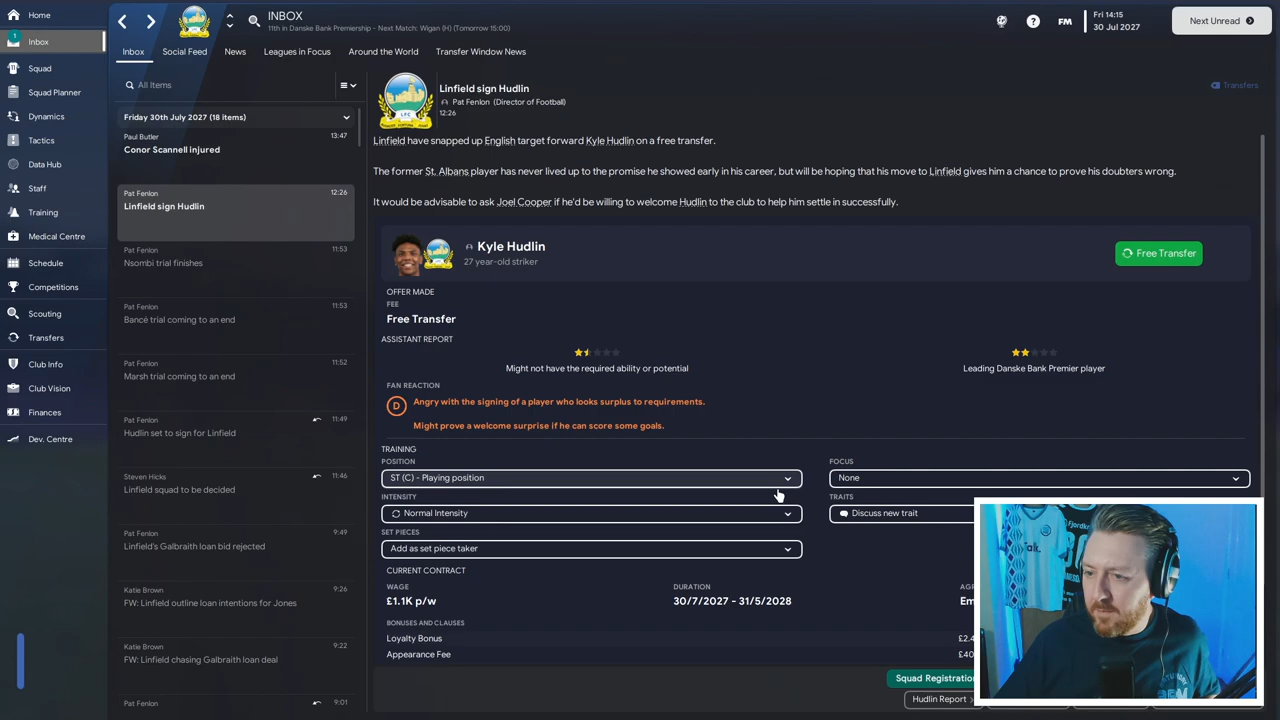 Home
INBOX
11th in Danske Bank Premiership - Next Match: Wigan (H) (Tomorrow 15:00)
FM
Fri 14:15
30 Jul 2027
Next Unread
1
Inbox
Squad
Squad Planner
Dynamics
Tactics
Data Hub
Staff
Training
Medical Centre
Schedule
Competitions
Scouting
Transfers
Club Info
Club Vision
Finances
Dev. Centre
Inbox
Social Feed
News
Leagues in Focus
Around the World
Transfer Window News
All Items
Friday 30th July 2027 (18 items)
Paul Butler
13:47
Conor Scannell injured
Pat Fenlon
12:26
Linfield sign Hudlin
Pat Fenlon
11:53
Nsombi trial finishes
Pat Fenlon
11:53
Bancé trial coming to an end
Pat Fenlon
11:52
Marsh trial coming to an end
Pat Fenlon
11:49
Hudlin set to sign for Linfield
Steven Hicks
11:46
Linfield squad to be decided
Pat Fenlon
9:49
Linfield's Galbraith loan bid rejected
Katie Brown
9:26
FW: Linfield outline loan intentions for Jones
Katie Brown
9:22
FW: Linfield chasing Galbraith loan deal
Pat Fenlon
9:01
Linfield sign Hudlin
Pat Fenlon (Director of Football)
12:26
Transfers
Linfield have snapped up English target forward Kyle Hudlin on a free transfer.
The former St. Albans player has never lived up to the promise he showed early in his career, but will be hoping that his move to Linfield gives him a chance to prove his doubters wrong.
It would be advisable to ask Joel Cooper if he'd be willing to welcome Hudlin to the club to help him settle in successfully.
Kyle Hudlin
27 year-old striker
Free Transfer
OFFER MADE
FEE
Free Transfer
ASSISTANT REPORT
Might not have the required ability or potential
Leading Danske Bank Premier player
FAN REACTION
D
Angry with the signing of a player who looks surplus to requirements.
Might prove a welcome surprise if he can score some goals.
TRAINING
POSITION
FOCUS
ST (C) - Playing position
None
INTENSITY
TRAITS
Normal Intensity
Discuss new trait
SET PIECES
Add as set piece taker
CURRENT CONTRACT
WAGE
DURATION
£1.1K p/w
30/7/2027 - 31/5/2028
BONUSES AND CLAUSES
Loyalty Bonus
Appearance Fee
Squad Registration
Hudlin Report